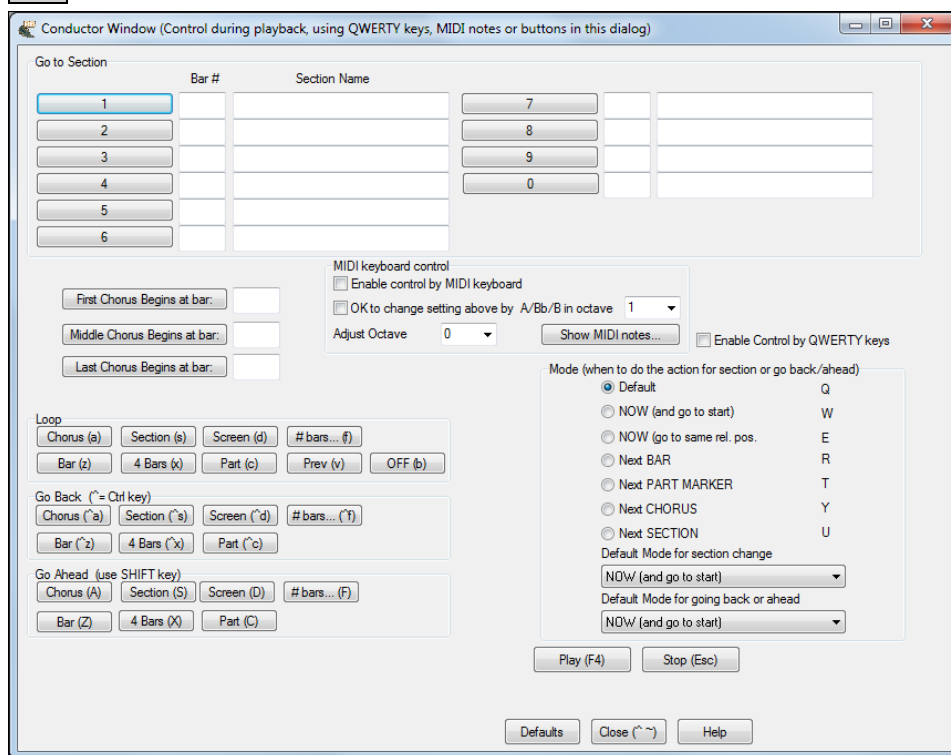 Conductor Window (Control during playback, using QWERTY keys, MIDI notes or buttons in this dialog)
Go to Section
Bar # Section Name
1 7
2 8
3 9
4 0
5
6
First Chorus Begins at bar:
Middle Chorus Begins at bar:
Last Chorus Begins at bar:
MIDI keyboard control
Enable control by MIDI keyboard
OK to change setting above by A/Bb/B in octave 1
Adjust Octave 0 Show MIDI notes...
Enable Control by QWERTY keys
Mode (when to do the action for section or go back/ahead)
Default Q
NOW (and go to start) W
NOW (go to same rel. pos. E
Next BAR R
Next PART MARKER T
Next CHORUS Y
Next SECTION U
Default Mode for section change
NOW (and go to start)
Default Mode for going back or ahead
NOW (and go to start)
Loop
Chorus (a) Section (s) Screen (d) # bars... (f)
Bar (z) 4 Bars (x) Part (c) Prev (v) OFF (b)
Go Back (^= Ctrl key)
Chorus (^a) Section (^s) Screen (^d) # bars... (^f)
Bar (^z) 4 Bars (^x) Part (^c)
Go Ahead (use SHIFT key)
Chorus (A) Section (S) Screen (D) # bars... (F)
Bar (Z) 4 Bars (X) Part (C)
Play (F4) Stop (Esc)
Defaults Close (^ ~) Help